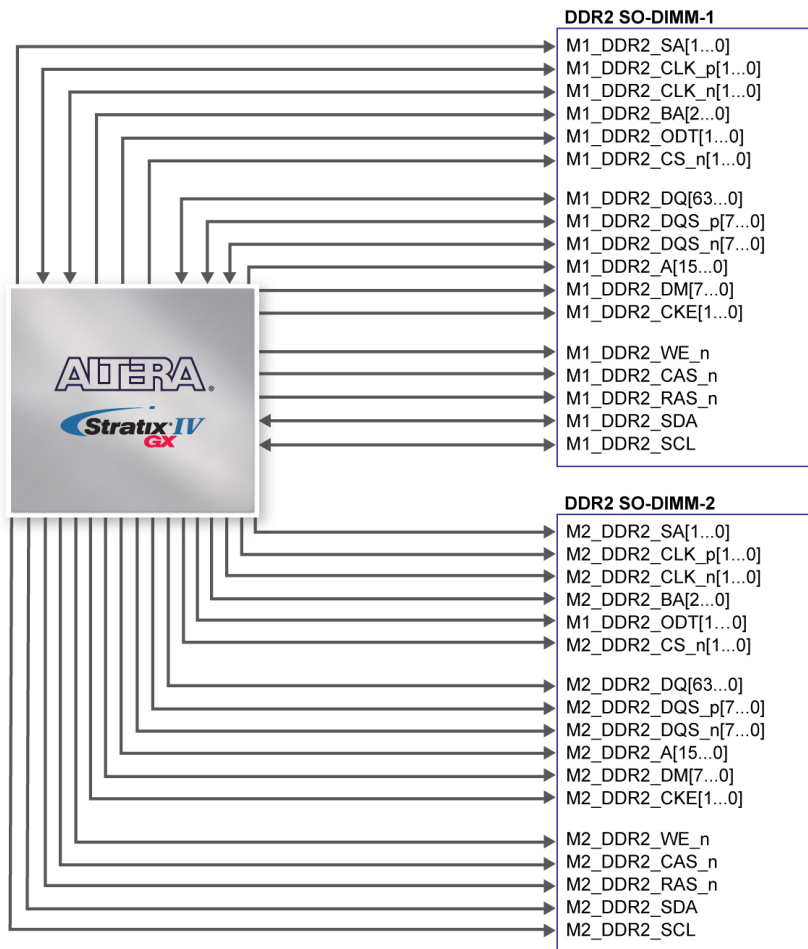 DDR2 SO-DIMM-1
M1_DDR2_SA[1...0]
M1_DDR2_CLK_p[1...0]
M1_DDR2_CLK_n[1...0]
M1_DDR2_BA[2...0]
M1_DDR2_ODT[1...0]
M1_DDR2_CS_n[1...0]
M1_DDR2_DQ[63...0]
M1_DDR2_DQS_p[7...0]
M1_DDR2_DQS_n[7...0]
M1_DDR2_A[15...0]
M1_DDR2_DM[7...0]
M1_DDR2_CKE[1...0]
M1_DDR2_WE_n
M1_DDR2_CAS_n
M1_DDR2_RAS_n
M1_DDR2_SDA
M1_DDR2_SCL
ALTERA.
Stratix IV
GX
DDR2 SO-DIMM-2
M2_DDR2_SA[1...0]
M2_DDR2_CLK_p[1...0]
M2_DDR2_CLK_n[1...0]
M2_DDR2_BA[2...0]
M1_DDR2_ODT[1...0]
M2_DDR2_CS_n[1...0]
M2_DDR2_DQ[63...0]
M2_DDR2_DQS_p[7...0]
M2_DDR2_DQS_n[7...0]
M2_DDR2_A[15...0]
M2_DDR2_DM[7...0]
M2_DDR2_CKE[1...0]
M2_DDR2_WE_n
M2_DDR2_CAS_n
M2_DDR2_RAS_n
M2_DDR2_SDA
M2_DDR2_SCL